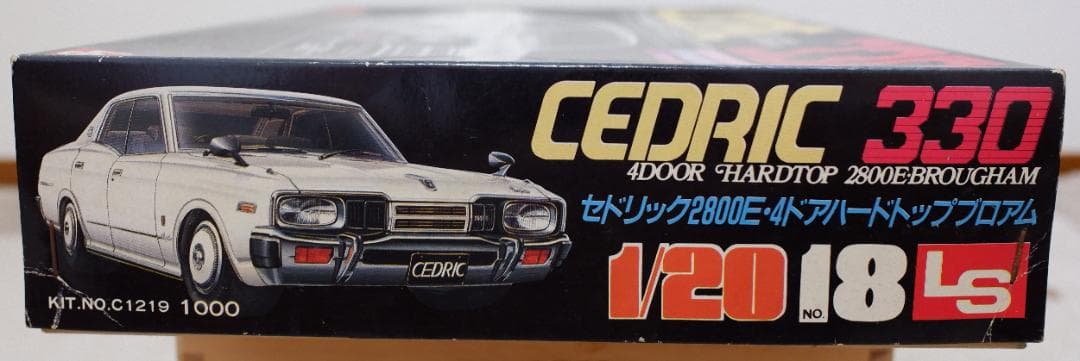 CEDRIC 330
4DOOR HARDTOP 2800E·BROUGHAM
セドリック2800E・4ドアハードトップブロアム
1/20 NO.18 LS
CEDRIC
KIT.NO.C1219 1000